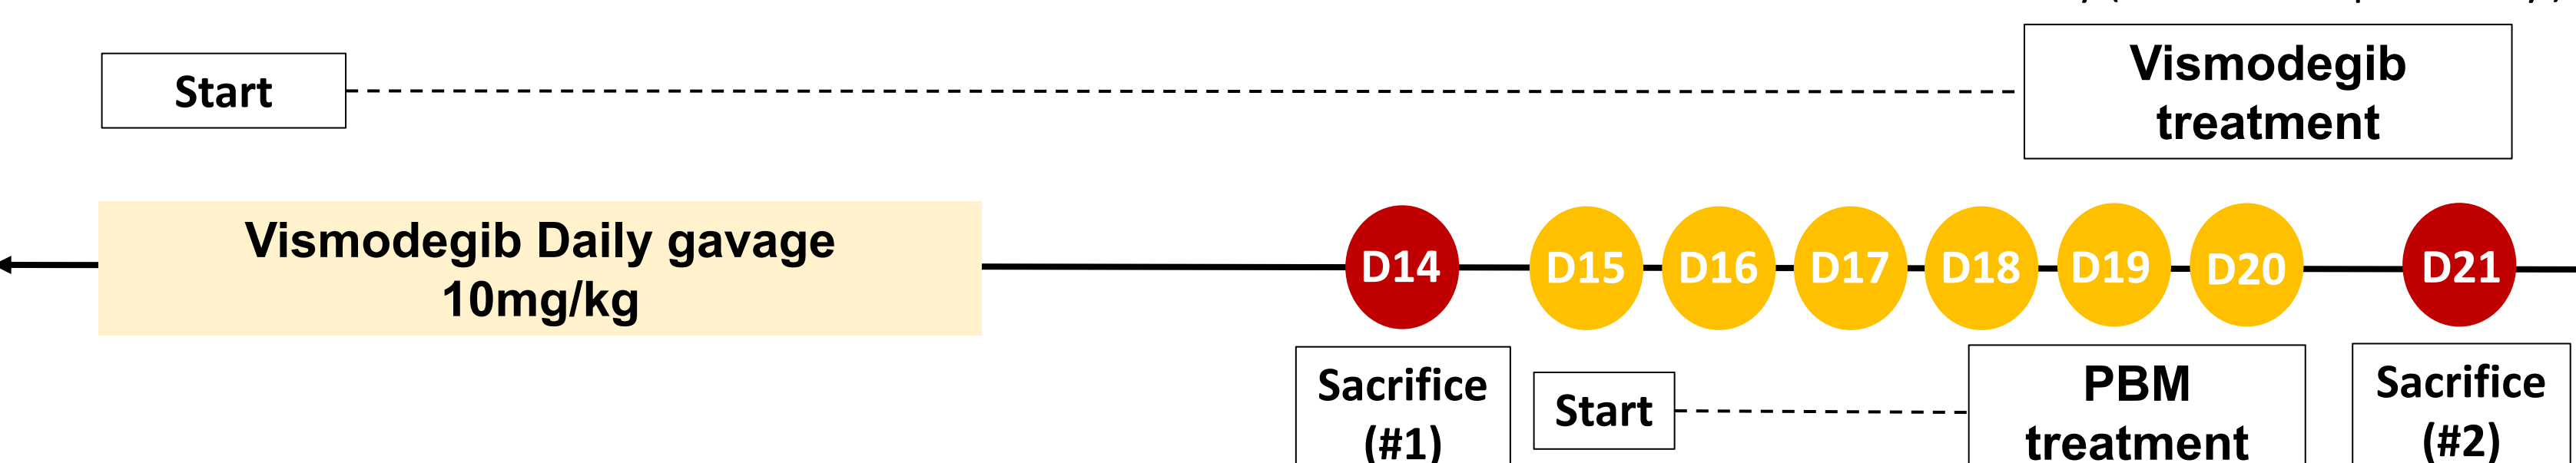 Start
Vismodegib
treatment
Vismodegib Daily gavage
10mg/kg
D14
D15
D16
D17
D18
D19
D20
D21
Sacrifice
(#1)
Start
PBM
treatment
Sacrifice
(#2)